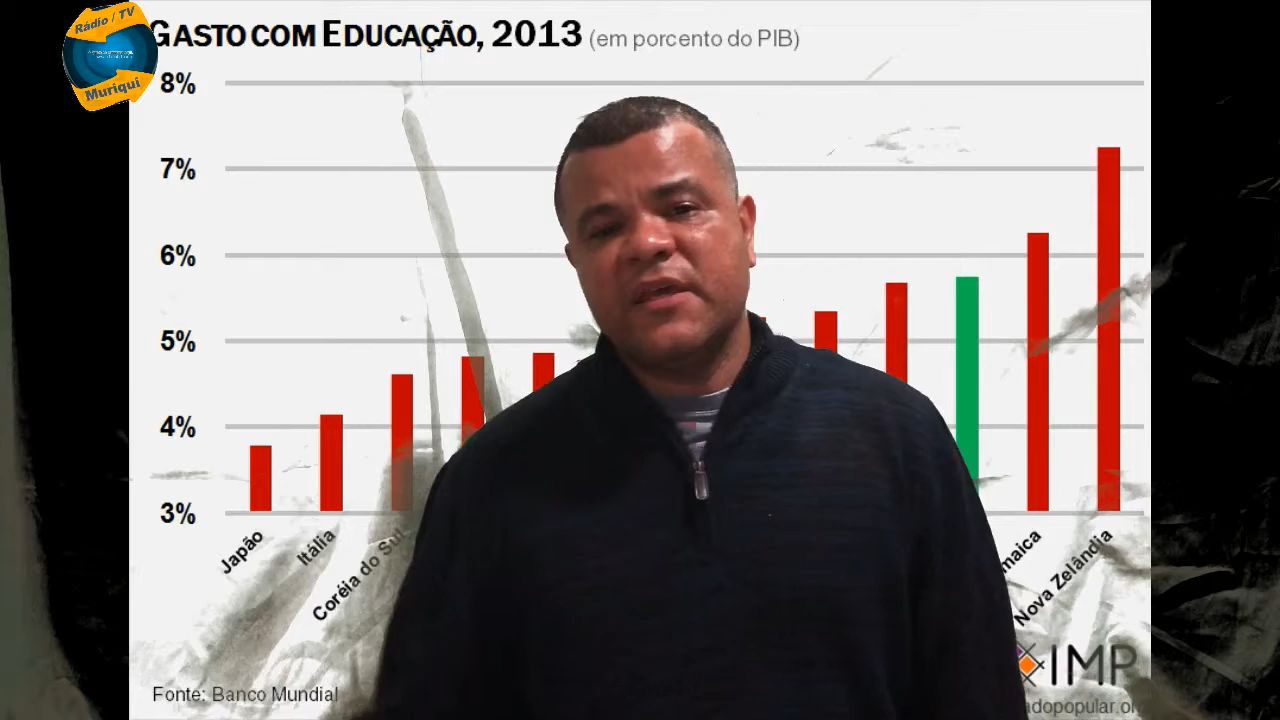 Rádio / TV
Muriqui
GASTO COM EDUCAÇÃO, 2013 (em porcento do PIB)
8%
7%
6%
5%
4%
3%
Japão
Itália
Coréia do Sul
maica
Nova Zelândia
IMP
adopopular.or
Fonte: Banco Mundial